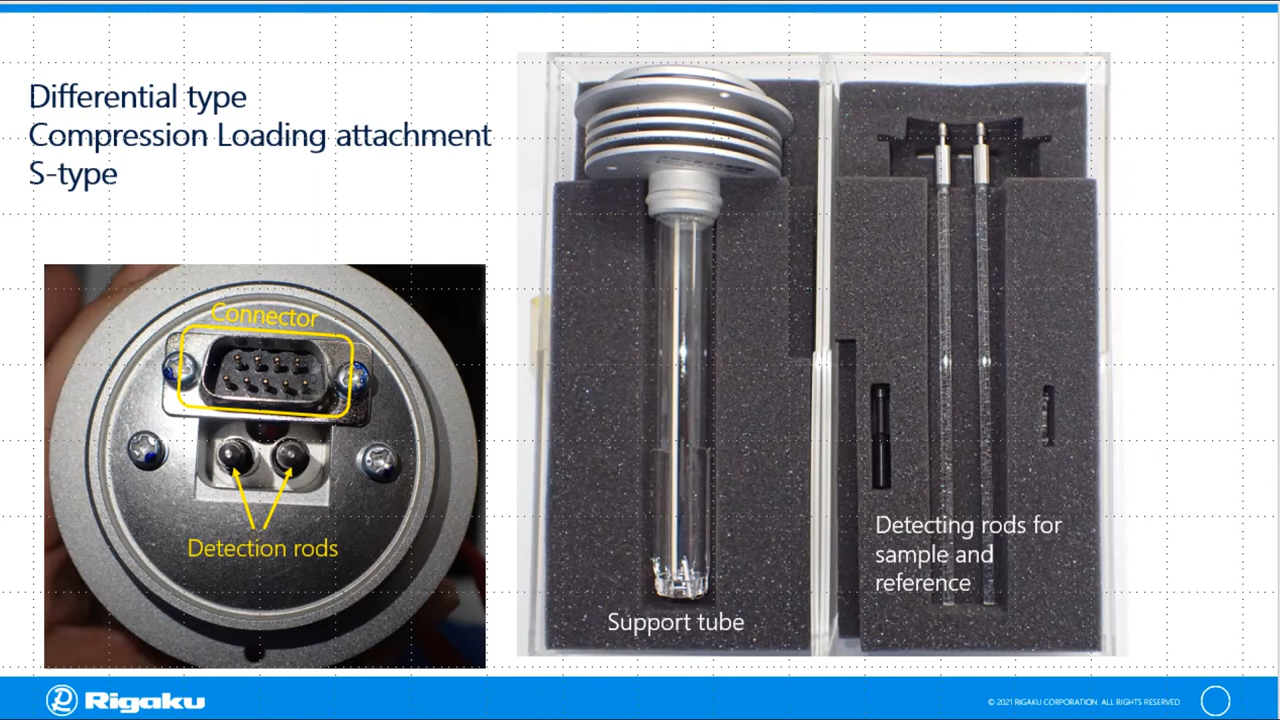 Differential type
Compression Loading attachment
S-type
Connector
Detection rods
Support tube
Detecting rods for
sample and
reference
Rigaku
© 2021 RIGAKU CORPORATION. ALL RIGHTS RESERVED